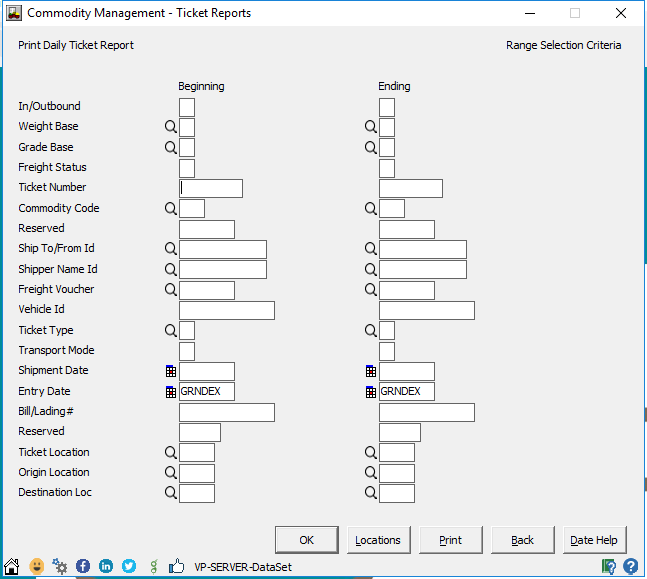 Commodity Management - Ticket Reports
Print Daily Ticket Report Range Selection Criteria
Beginning Ending
In/Outbound
Weight Base
Grade Base
Freight Status
Ticket Number
Commodity Code
Reserved
Ship To/From Id
Shipper Name Id
Freight Voucher
Vehicle Id
Ticket Type
Transport Mode
Shipment Date
Entry Date GRNDEX GRNDEX
Bill/Lading#
Reserved
Ticket Location
Origin Location
Destination Loc
OK Locations Print Back Date Help
VP-SERVER-DataSet